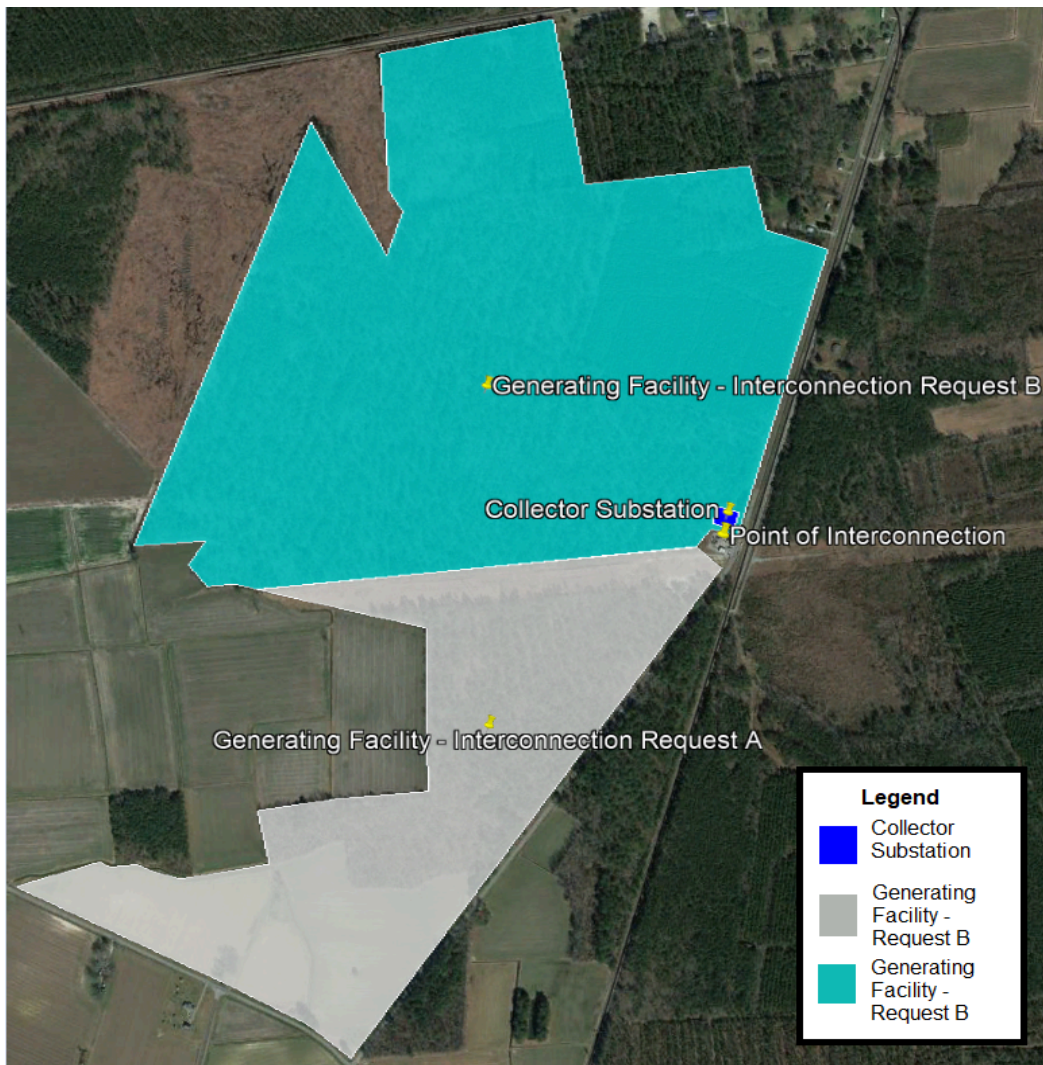 Generating Facility - Interconnection Request B
Collector Substation
Point of Interconnection
Generating Facility - Interconnection Request A
Legend
Collector
Substation
Generating
Facility -
Request B
Generating
Facility -
Request B